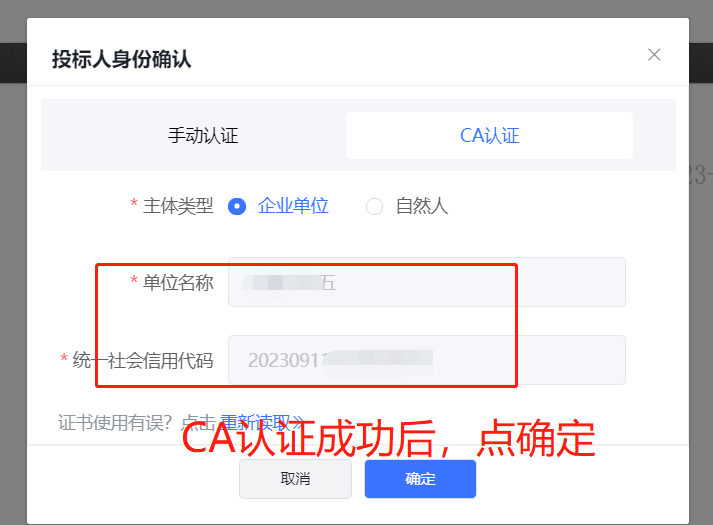 投标人身份确认
手动认证
CA认证
* 主体类型 企业单位 自然人
* 单位名称 五
* 统一社会信用代码 20230911
证书使用有误? 点击 重新读取
CA认证成功后,点确定
取消 确定